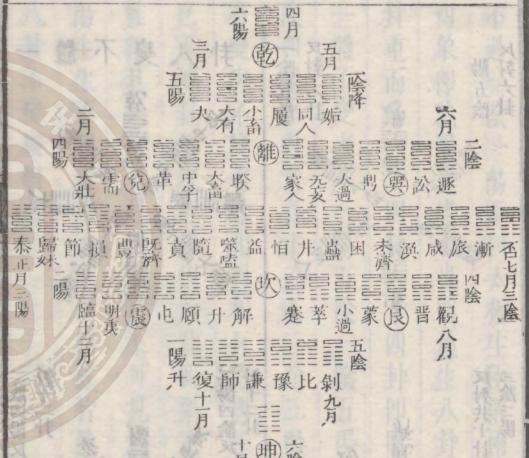 四月
六陽
乾
五月
陰降
姤
同人
履
小畜
大有
夬
三月
五陽
六月
二陰
遯
訟
巽
鼎
大過
无妄
家人
離
睽
中孚
大畜
革
兌
需
大壯
二月
四陽
否七月三陰
漸
旅
咸
渙
未濟
困
蠱
井
恒
益
噬嗑
隨
賁
既濟
豐
損
節
歸妹
泰正月三陽
四陰
觀八月
晋
艮
蒙
小過
萃
蹇
坎
解
升
頤
屯
震
明夷
臨十二月
二陽
五陰
剝九月
比
豫
謙
師
復十一月
一陽升
六陰
坤
十月